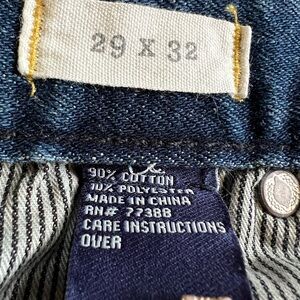 29 X 32
90% COTTON
10% POLYESTER
MADE IN CHINA
RN# 77388
CARE INSTRUCTIONS
OVER